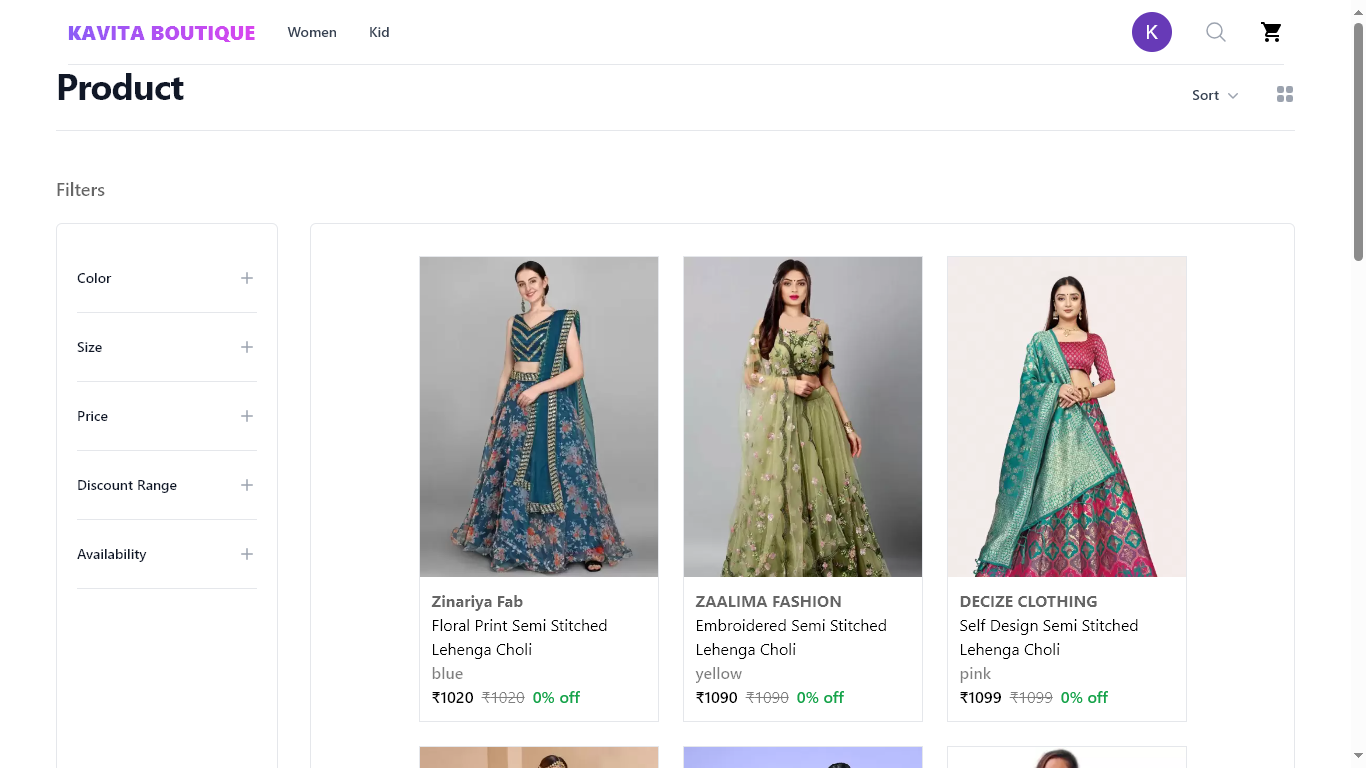 KAVITA BOUTIQUE Women Kid K
Product
Sort
Filters
Color
Size
Price
Discount Range
Availability
Zinariya Fab
Floral Print Semi Stitched
Lehenga Choli
blue
₹1020 ₹1020 0% off
ZAALIMA FASHION
Embroidered Semi Stitched
Lehenga Choli
yellow
₹1090 ₹1090 0% off
DECIZE CLOTHING
Self Design Semi Stitched
Lehenga Choli
pink
₹1099 ₹1099 0% off